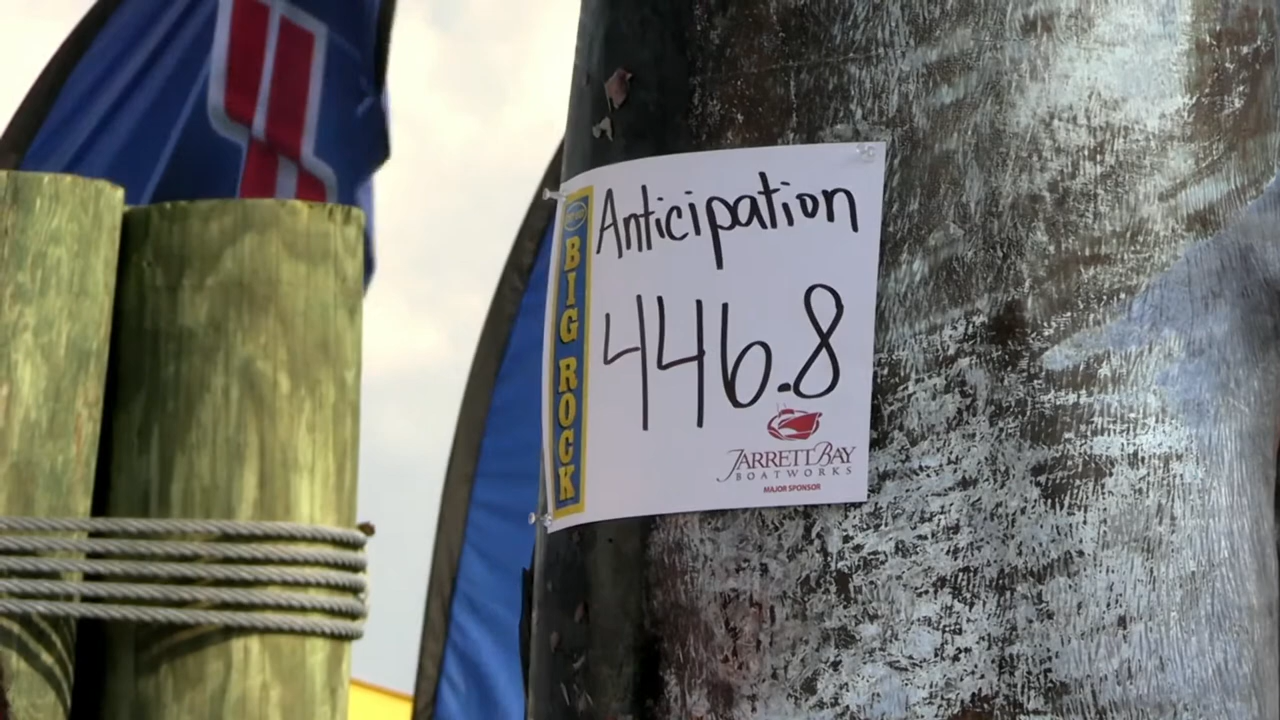 BIG ROCK
Anticipation
446.8
JARRETT BAY
BOATWORKS
MAJOR SPONSOR